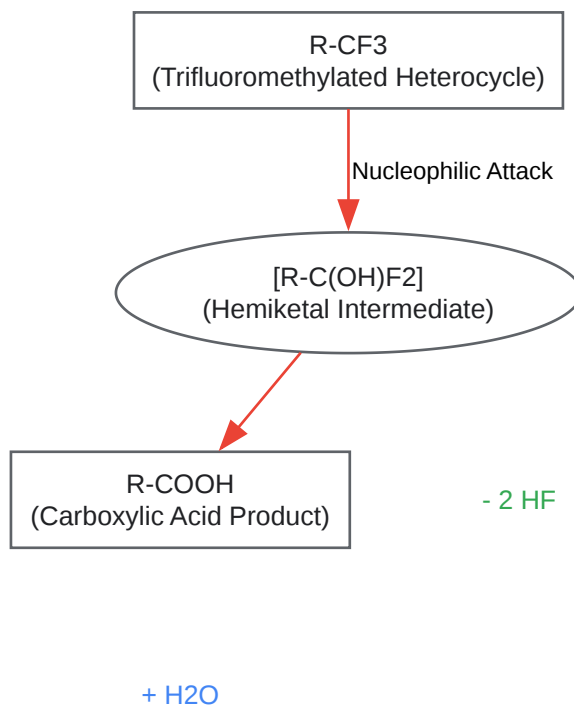 R-CF3
(Trifluoromethylated Heterocycle)
Nucleophilic Attack
[R-C(OH)F2]
(Hemiketal Intermediate)
R-COOH
(Carboxylic Acid Product)
- 2 HF
+ H2O